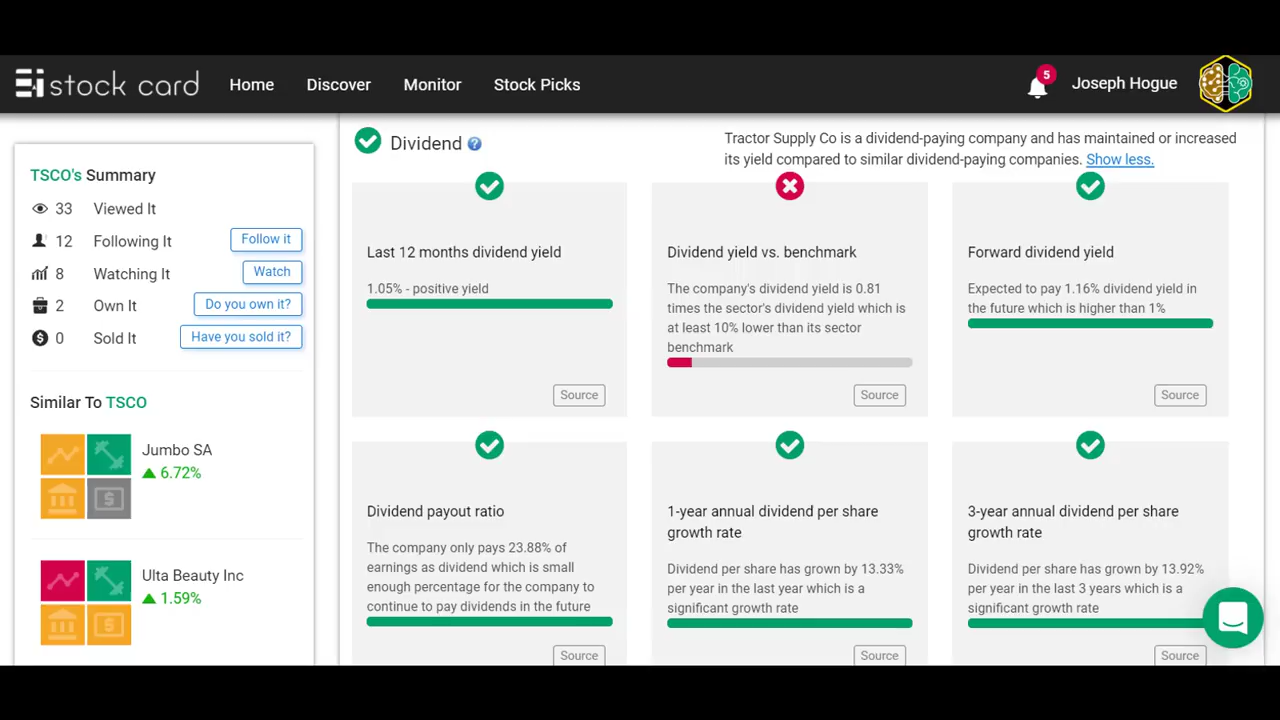 stock card
Home
Discover
Monitor
Stock Picks
5
Joseph Hogue
TSCO's Summary
33 Viewed It
12 Following It
Follow it
8 Watching It
Watch
2 Own It
Do you own it?
0 Sold It
Have you sold it?
Similar To TSCO
Jumbo SA
6.72%
Ulta Beauty Inc
1.59%
Dividend ?
Tractor Supply Co is a dividend-paying company and has maintained or increased
its yield compared to similar dividend-paying companies. Show less.
Last 12 months dividend yield
1.05% - positive yield
Source
Dividend yield vs. benchmark
The company's dividend yield is 0.81
times the sector's dividend yield which is
at least 10% lower than its sector
benchmark
Source
Forward dividend yield
Expected to pay 1.16% dividend yield in
the future which is higher than 1%
Source
Dividend payout ratio
The company only pays 23.88% of
earnings as dividend which is small
enough percentage for the company to
continue to pay dividends in the future
Source
1-year annual dividend per share
growth rate
Dividend per share has grown by 13.33%
per year in the last year which is a
significant growth rate
Source
3-year annual dividend per share
growth rate
Dividend per share has grown by 13.92%
per year in the last 3 years which is a
significant growth rate
Source